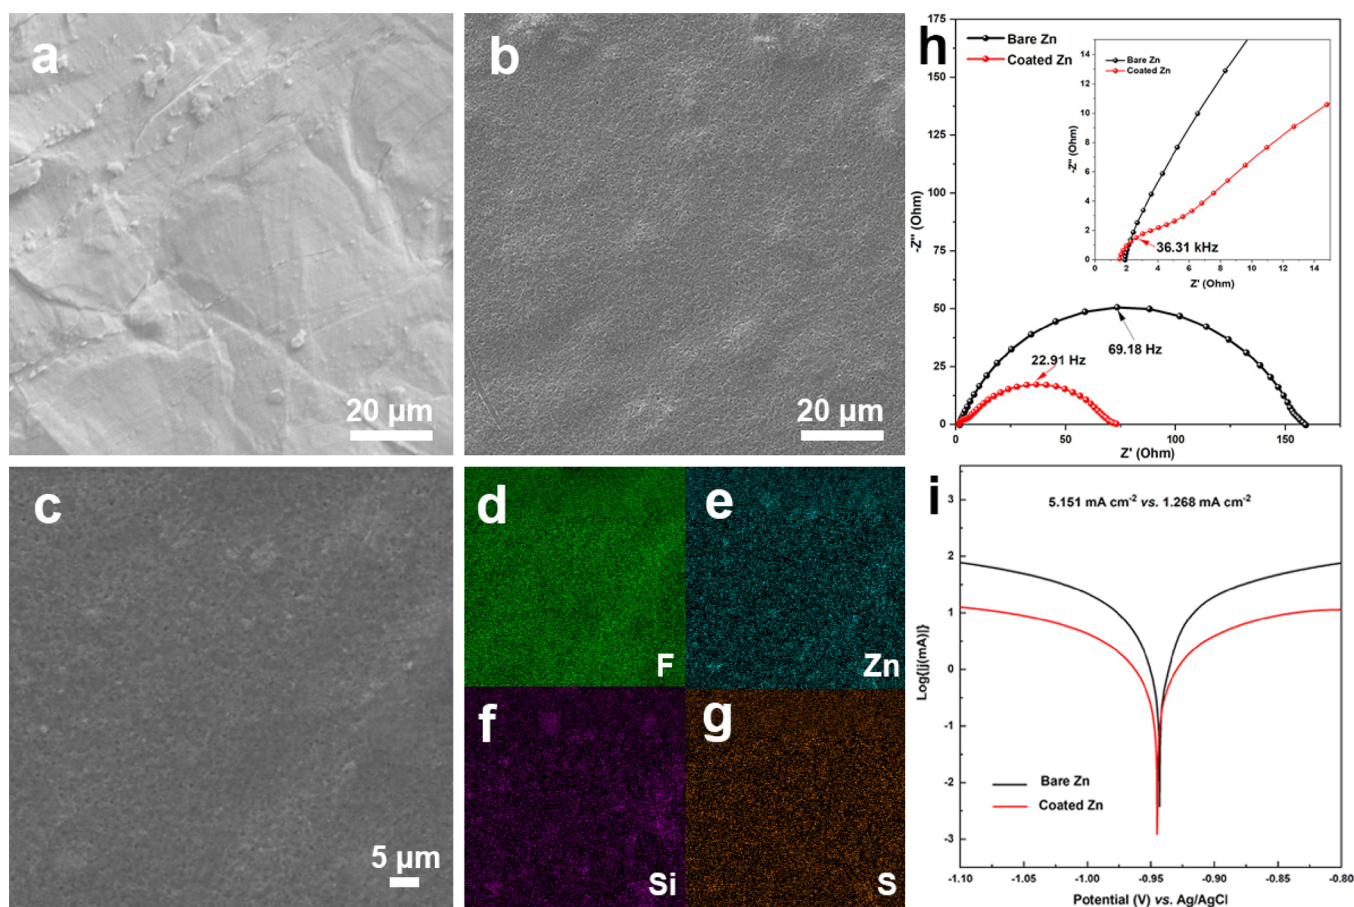 a
20 µm
b
20 µm
c
5 µm
d
F
e
Zn
f
Si
g
S
h
Bare Zn
Coated Zn
175
150
125
100
75
50
25
0
-Z'' (Ohm)
0 50 100 150
Z' (Ohm)
69.18 Hz
22.91 Hz
Bare Zn
Coated Zn
14
12
10
8
6
4
2
0
-Z'' (Ohm)
36.31 kHz
0 2 4 6 8 10 12 14
Z' (Ohm)
i
5.151 mA cm-2 vs. 1.268 mA cm-2
3
2
1
0
-1
-2
-3
Log{|j(mA)|}
Bare Zn
Coated Zn
-1.10 -1.05 -1.00 -0.95 -0.90 -0.85 -0.80
Potential (V) vs. Ag/AgCl